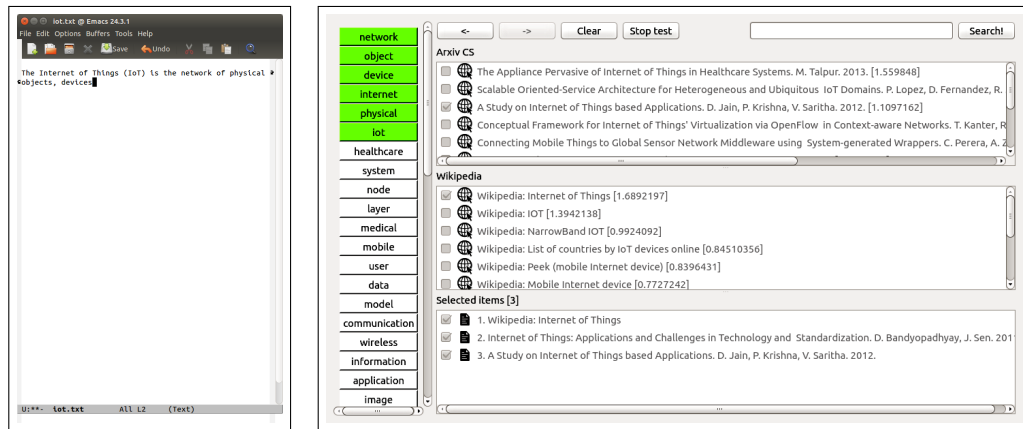 iot.txt @ Emacs 24.3.1
File Edit Options Buffers Tools Help
Save Undo
The Internet of Things (IoT) is the network of physical
objects, devices
U:**- iot.txt All L2 (Text)
network
object
device
internet
physical
iot
healthcare
system
node
layer
medical
mobile
user
data
model
communication
wireless
information
application
image
<- -> Clear Stop test Search!
Arxiv CS
The Appliance Pervasive of Internet of Things in Healthcare Systems. M. Talpur. 2013. [1.559848]
Scalable Oriented-Service Architecture for Heterogeneous and Ubiquitous IoT Domains. P. Lopez, D. Fernandez, R.
A Study on Internet of Things based Applications. D. Jain, P. Krishna, V. Saritha. 2012. [1.1097162]
Conceptual Framework for Internet of Things' Virtualization via OpenFlow in Context-aware Networks. T. Kanter, R
Connecting Mobile Things to Global Sensor Network Middleware using System-generated Wrappers. C. Perera, A. Z
Wikipedia
Wikipedia: Internet of Things [1.6892197]
Wikipedia: IOT [1.3942138]
Wikipedia: NarrowBand IOT [0.9924092]
Wikipedia: List of countries by IoT devices online [0.84510356]
Wikipedia: Peek (mobile Internet device) [0.8396431]
Wikipedia: Mobile Internet device [0.7727242]
Selected items [3]
1. Wikipedia: Internet of Things
2. Internet of Things: Applications and Challenges in Technology and Standardization. D. Bandyopadhyay, J. Sen. 201
3. A Study on Internet of Things based Applications. D. Jain, P. Krishna, V. Saritha. 2012.